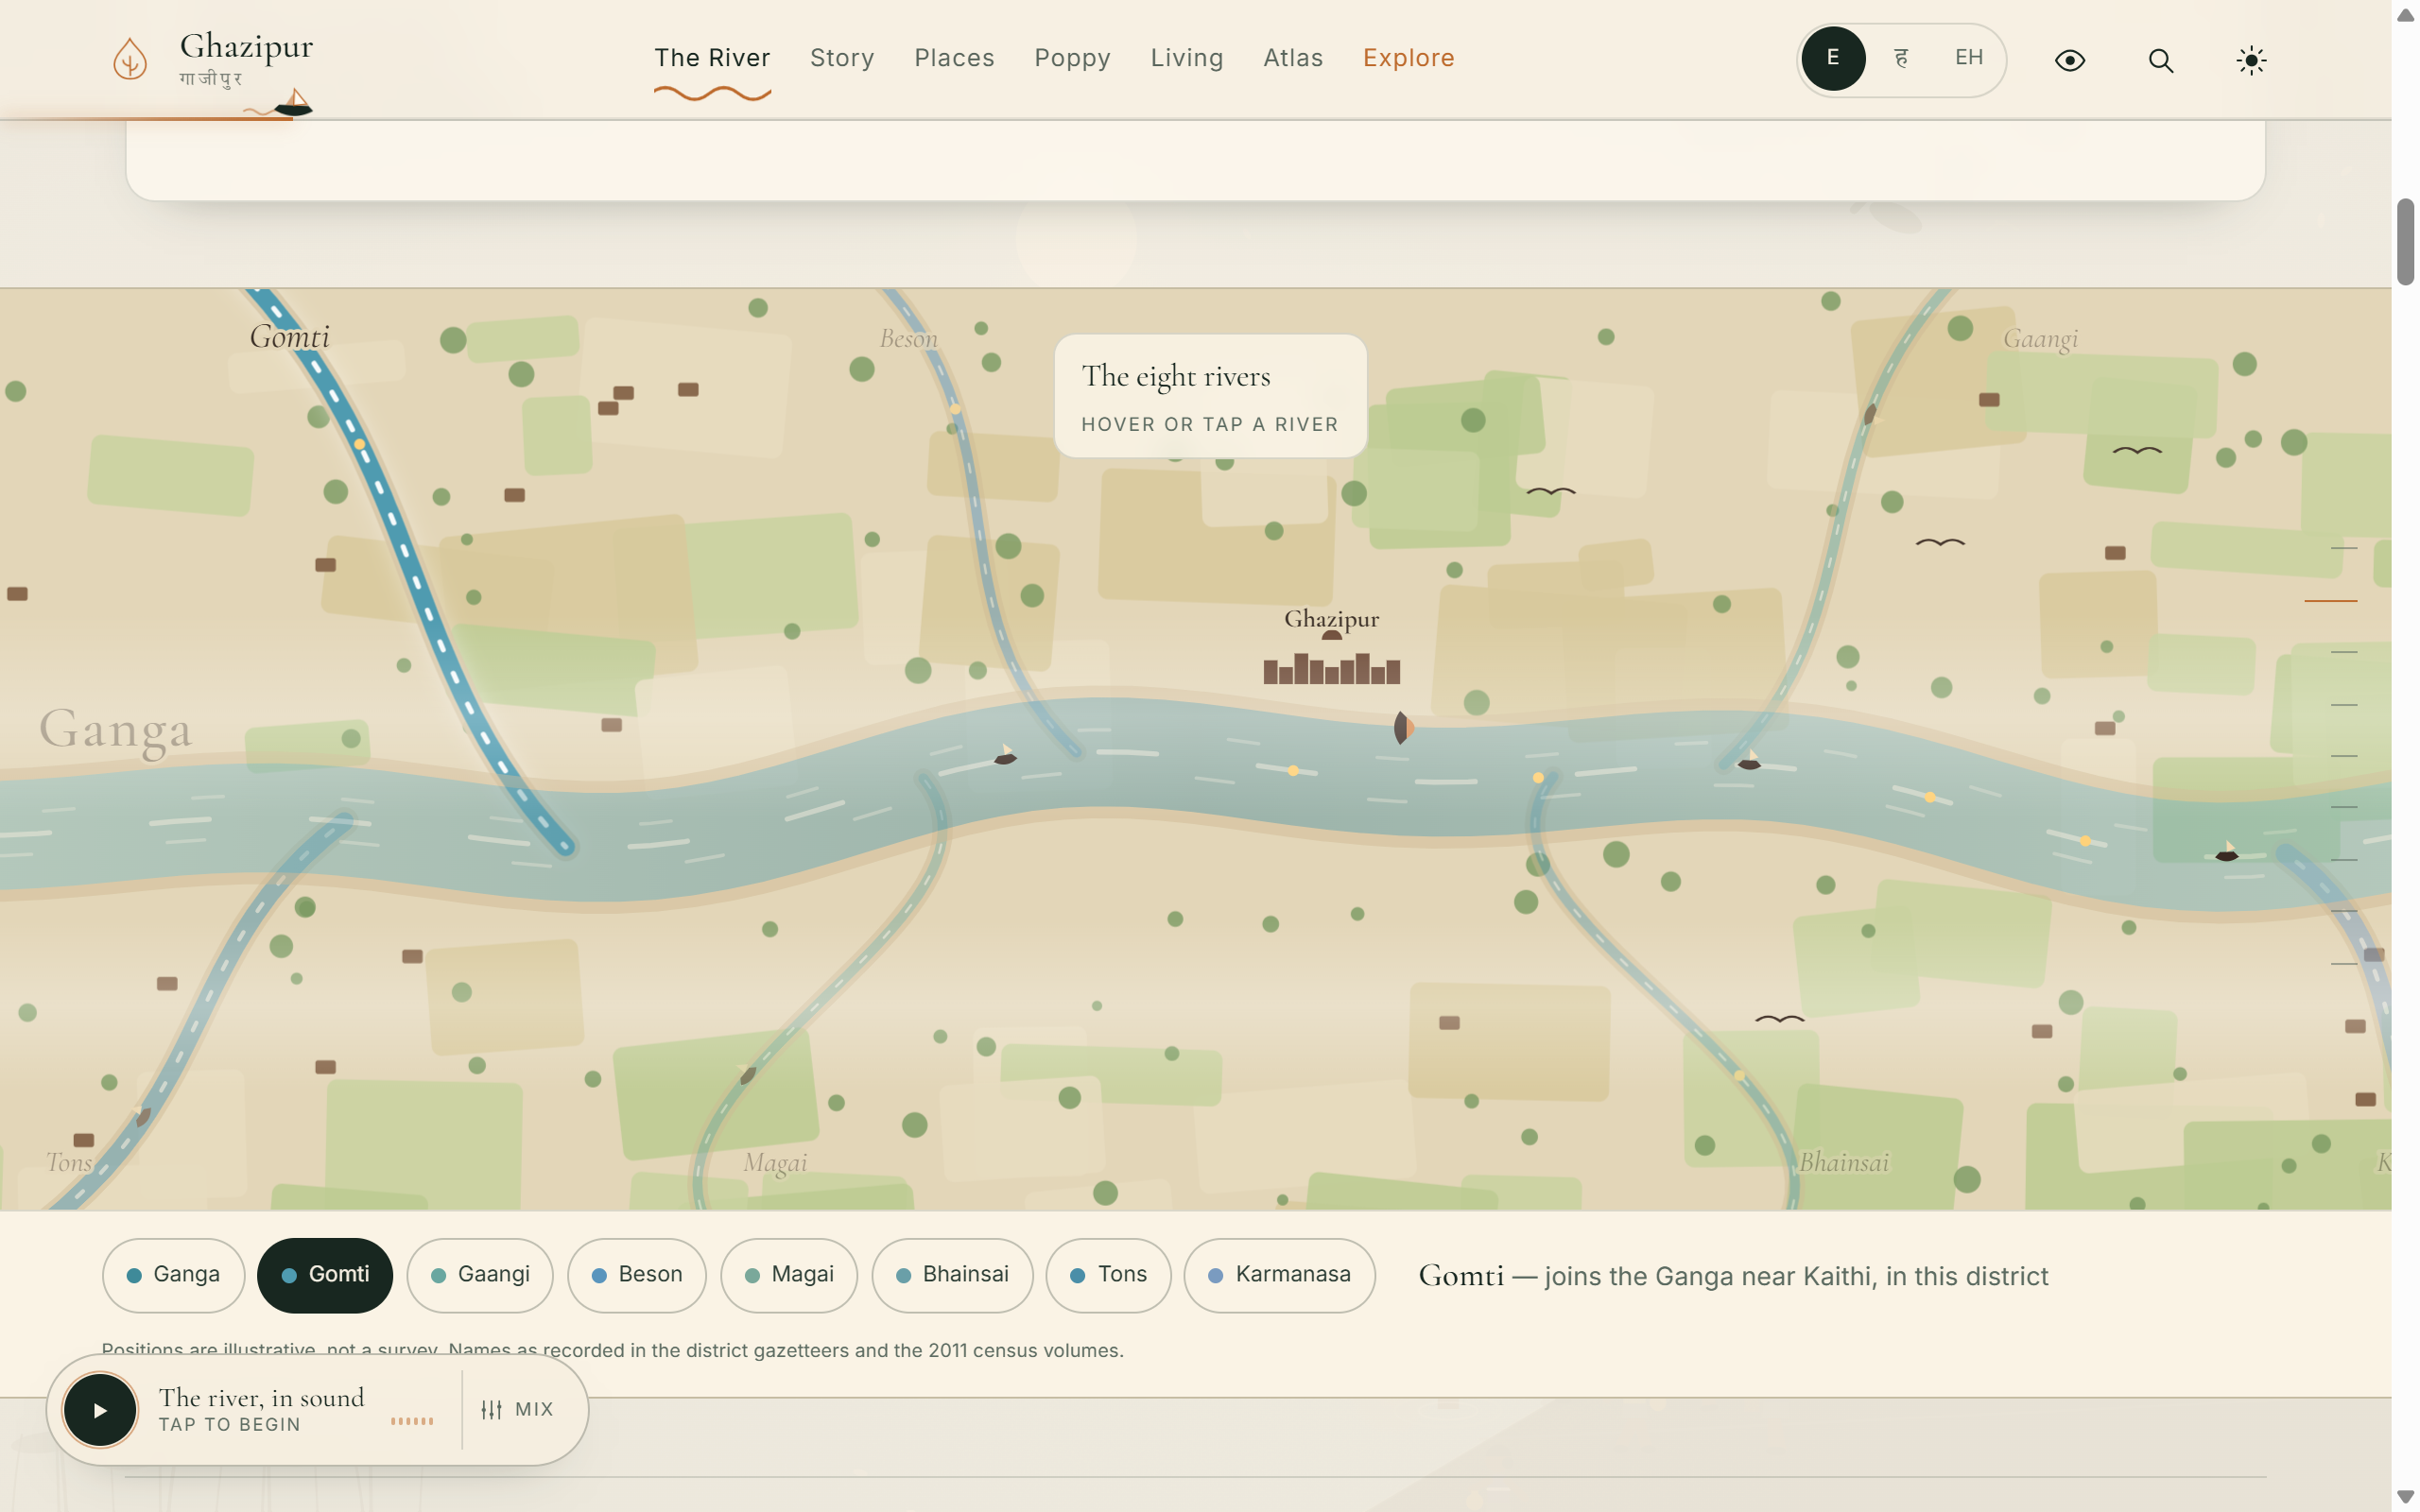 Ghazipur
गाजीपुर
The River
Story
Places
Poppy
Living
Atlas
Explore
E
ह
EH
Gomti
Beson
Gaangi
The eight rivers
HOVER OR TAP A RIVER
Ghazipur
Ganga
Tons
Magai
Bhainsai
K
Ganga
Gomti
Gaangi
Beson
Magai
Bhainsai
Tons
Karmanasa
Gomti — joins the Ganga near Kaithi, in this district
Positions are illustrative, not a survey. Names as recorded in the district gazetteers and the 2011 census volumes.
The river, in sound
TAP TO BEGIN
MIX